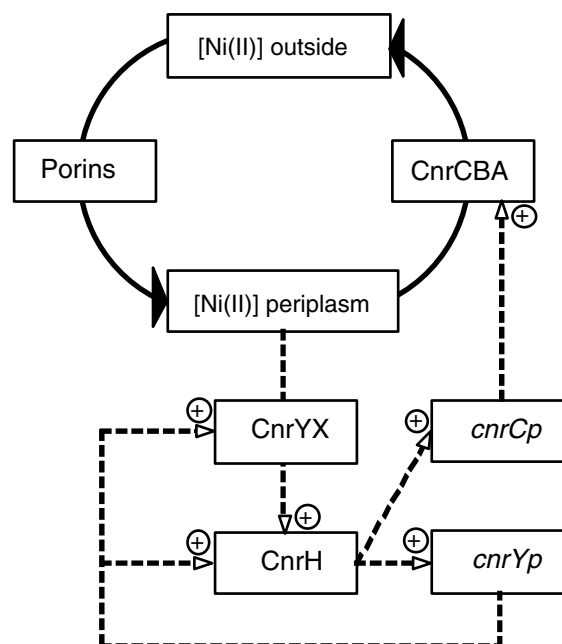 [Ni(II)] outside
Porins
CnrCBA
+
[Ni(II)] periplasm
+
CnrYX
+
cnrCp
+
+
CnrH
+
cnrYp